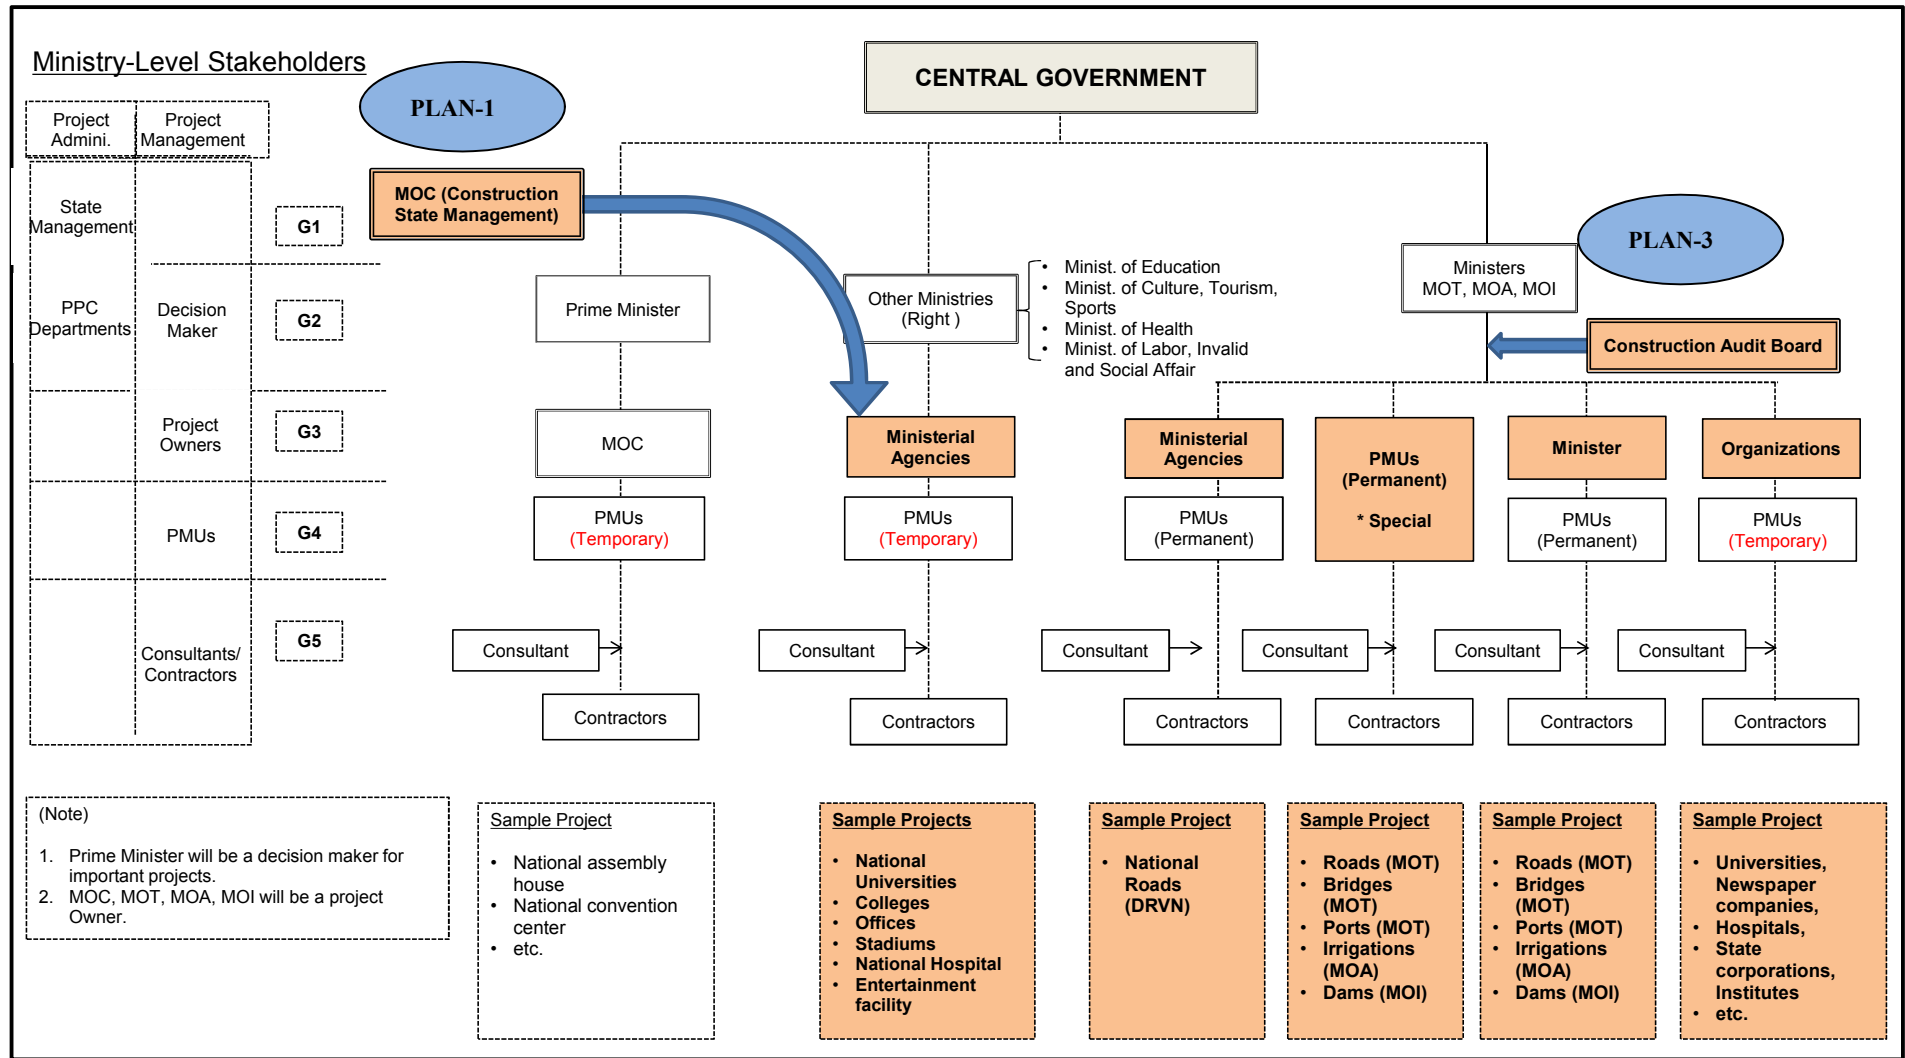 Ministry-Level Stakeholders
CENTRAL GOVERNMENT
PLAN-1
Project
Admini.
Project
Management
MOC (Construction
State Management)
State
Management
G1
PLAN-3
Ministers
MOT, MOA, MOI
PPC
Departments
Decision
Maker
G2
Prime Minister
Other Ministries
(Right )
• Minist. of Education
• Minist. of Culture, Tourism,
Sports
• Minist. of Health
• Minist. of Labor, Invalid
and Social Affair
Construction Audit Board
Project
Owners
G3
MOC
Ministerial
Agencies
Ministerial
Agencies
PMUs
(Permanent)
* Special
Minister
Organizations
PMUs
G4
PMUs
(Temporary)
PMUs
(Temporary)
PMUs
(Permanent)
PMUs
(Permanent)
PMUs
(Temporary)
Consultants/
Contractors
G5
Consultant
Consultant
Consultant
Consultant
Consultant
Consultant
Contractors
Contractors
Contractors
Contractors
Contractors
Contractors
(Note)
1. Prime Minister will be a decision maker for
important projects.
2. MOC, MOT, MOA, MOI will be a project
Owner.
Sample Project
• National assembly
house
• National convention
center
• etc.
Sample Projects
• National
Universities
• Colleges
• Offices
• Stadiums
• National Hospital
• Entertainment
facility
Sample Project
• National
Roads
(DRVN)
Sample Project
• Roads (MOT)
• Bridges
(MOT)
• Ports (MOT)
• Irrigations
(MOA)
• Dams (MOI)
Sample Project
• Roads (MOT)
• Bridges
(MOT)
• Ports (MOT)
• Irrigations
(MOA)
• Dams (MOI)
Sample Project
• Universities,
Newspaper
companies,
• Hospitals,
• State
corporations,
Institutes
• etc.